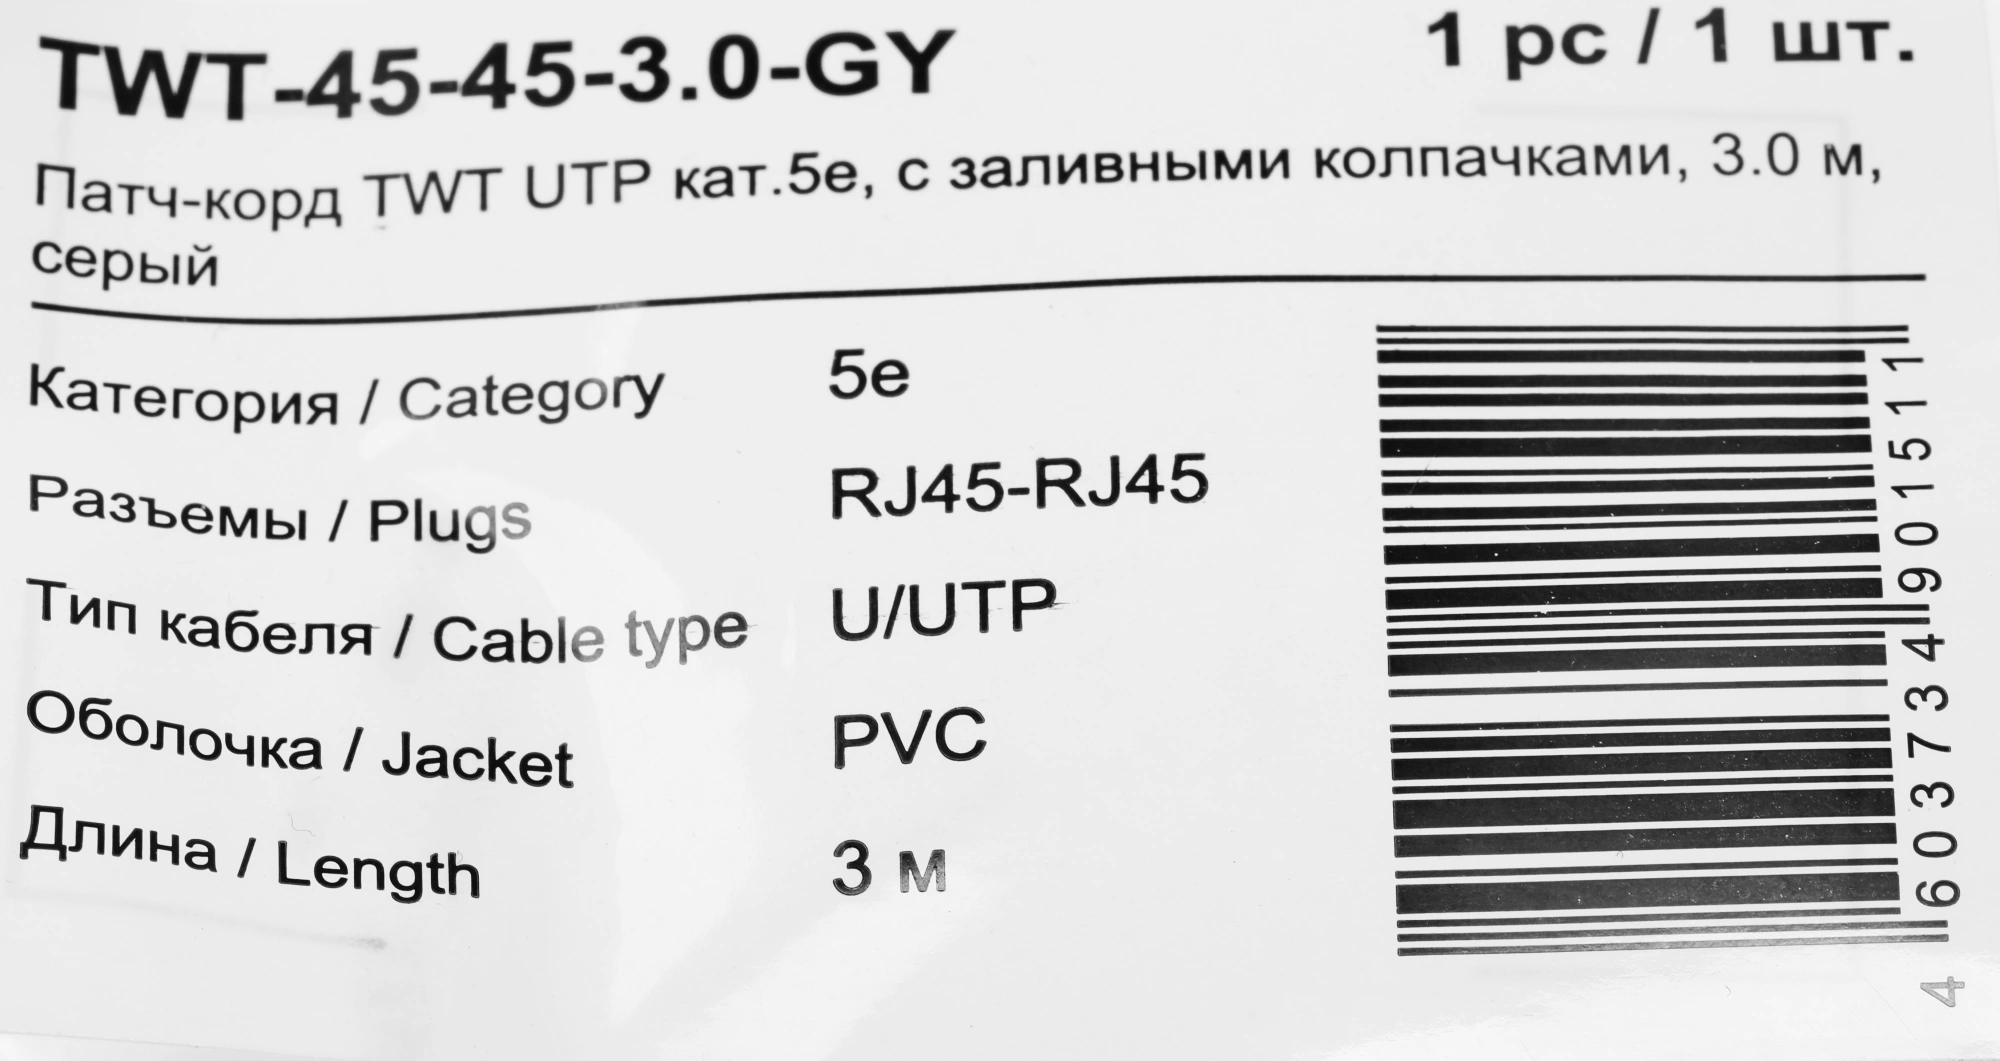 TWT-45-45-3.0-GY
1 pc / 1 шт.
Патч-корд TWT UTP кат.5e, с заливными колпачками, 3.0 м,
серый
Категория / Category 5e
Разъемы / Plugs RJ45-RJ45
Тип кабеля / Cable type U/UTP
Оболочка / Jacket PVC
Длина / Length 3 м
4 603734 901511